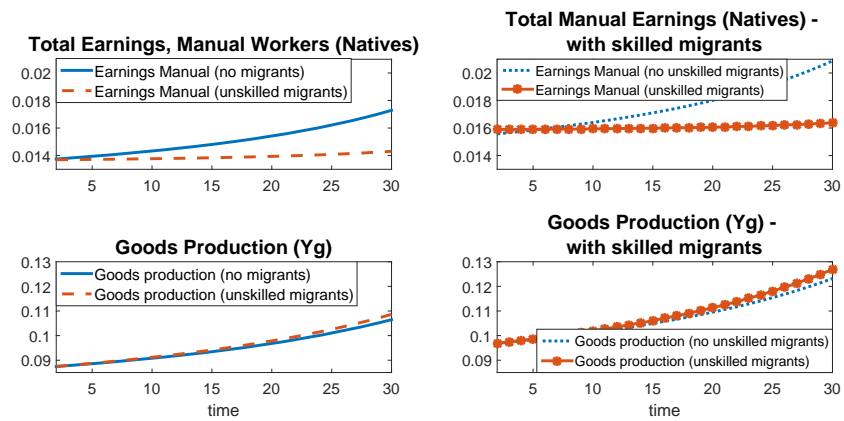 Total Earnings, Manual Workers (Natives)
0.02
0.018
0.016
0.014
Earnings Manual (no migrants)
Earnings Manual (unskilled migrants)
5 10 15 20 25 30
Total Manual Earnings (Natives) -
with skilled migrants
0.02
0.018
0.016
0.014
Earnings Manual (no unskilled migrants)
Earnings Manual (unskilled migrants)
5 10 15 20 25 30
Goods Production (Yg)
0.13
0.12
0.11
0.1
0.09
Goods production (no migrants)
Goods production (unskilled migrants)
5 10 15 20 25 30
time
Goods Production (Yg) -
with skilled migrants
0.13
0.12
0.11
0.1
0.09
Goods production (no unskilled migrants)
Goods production (unskilled migrants)
5 10 15 20 25 30
time